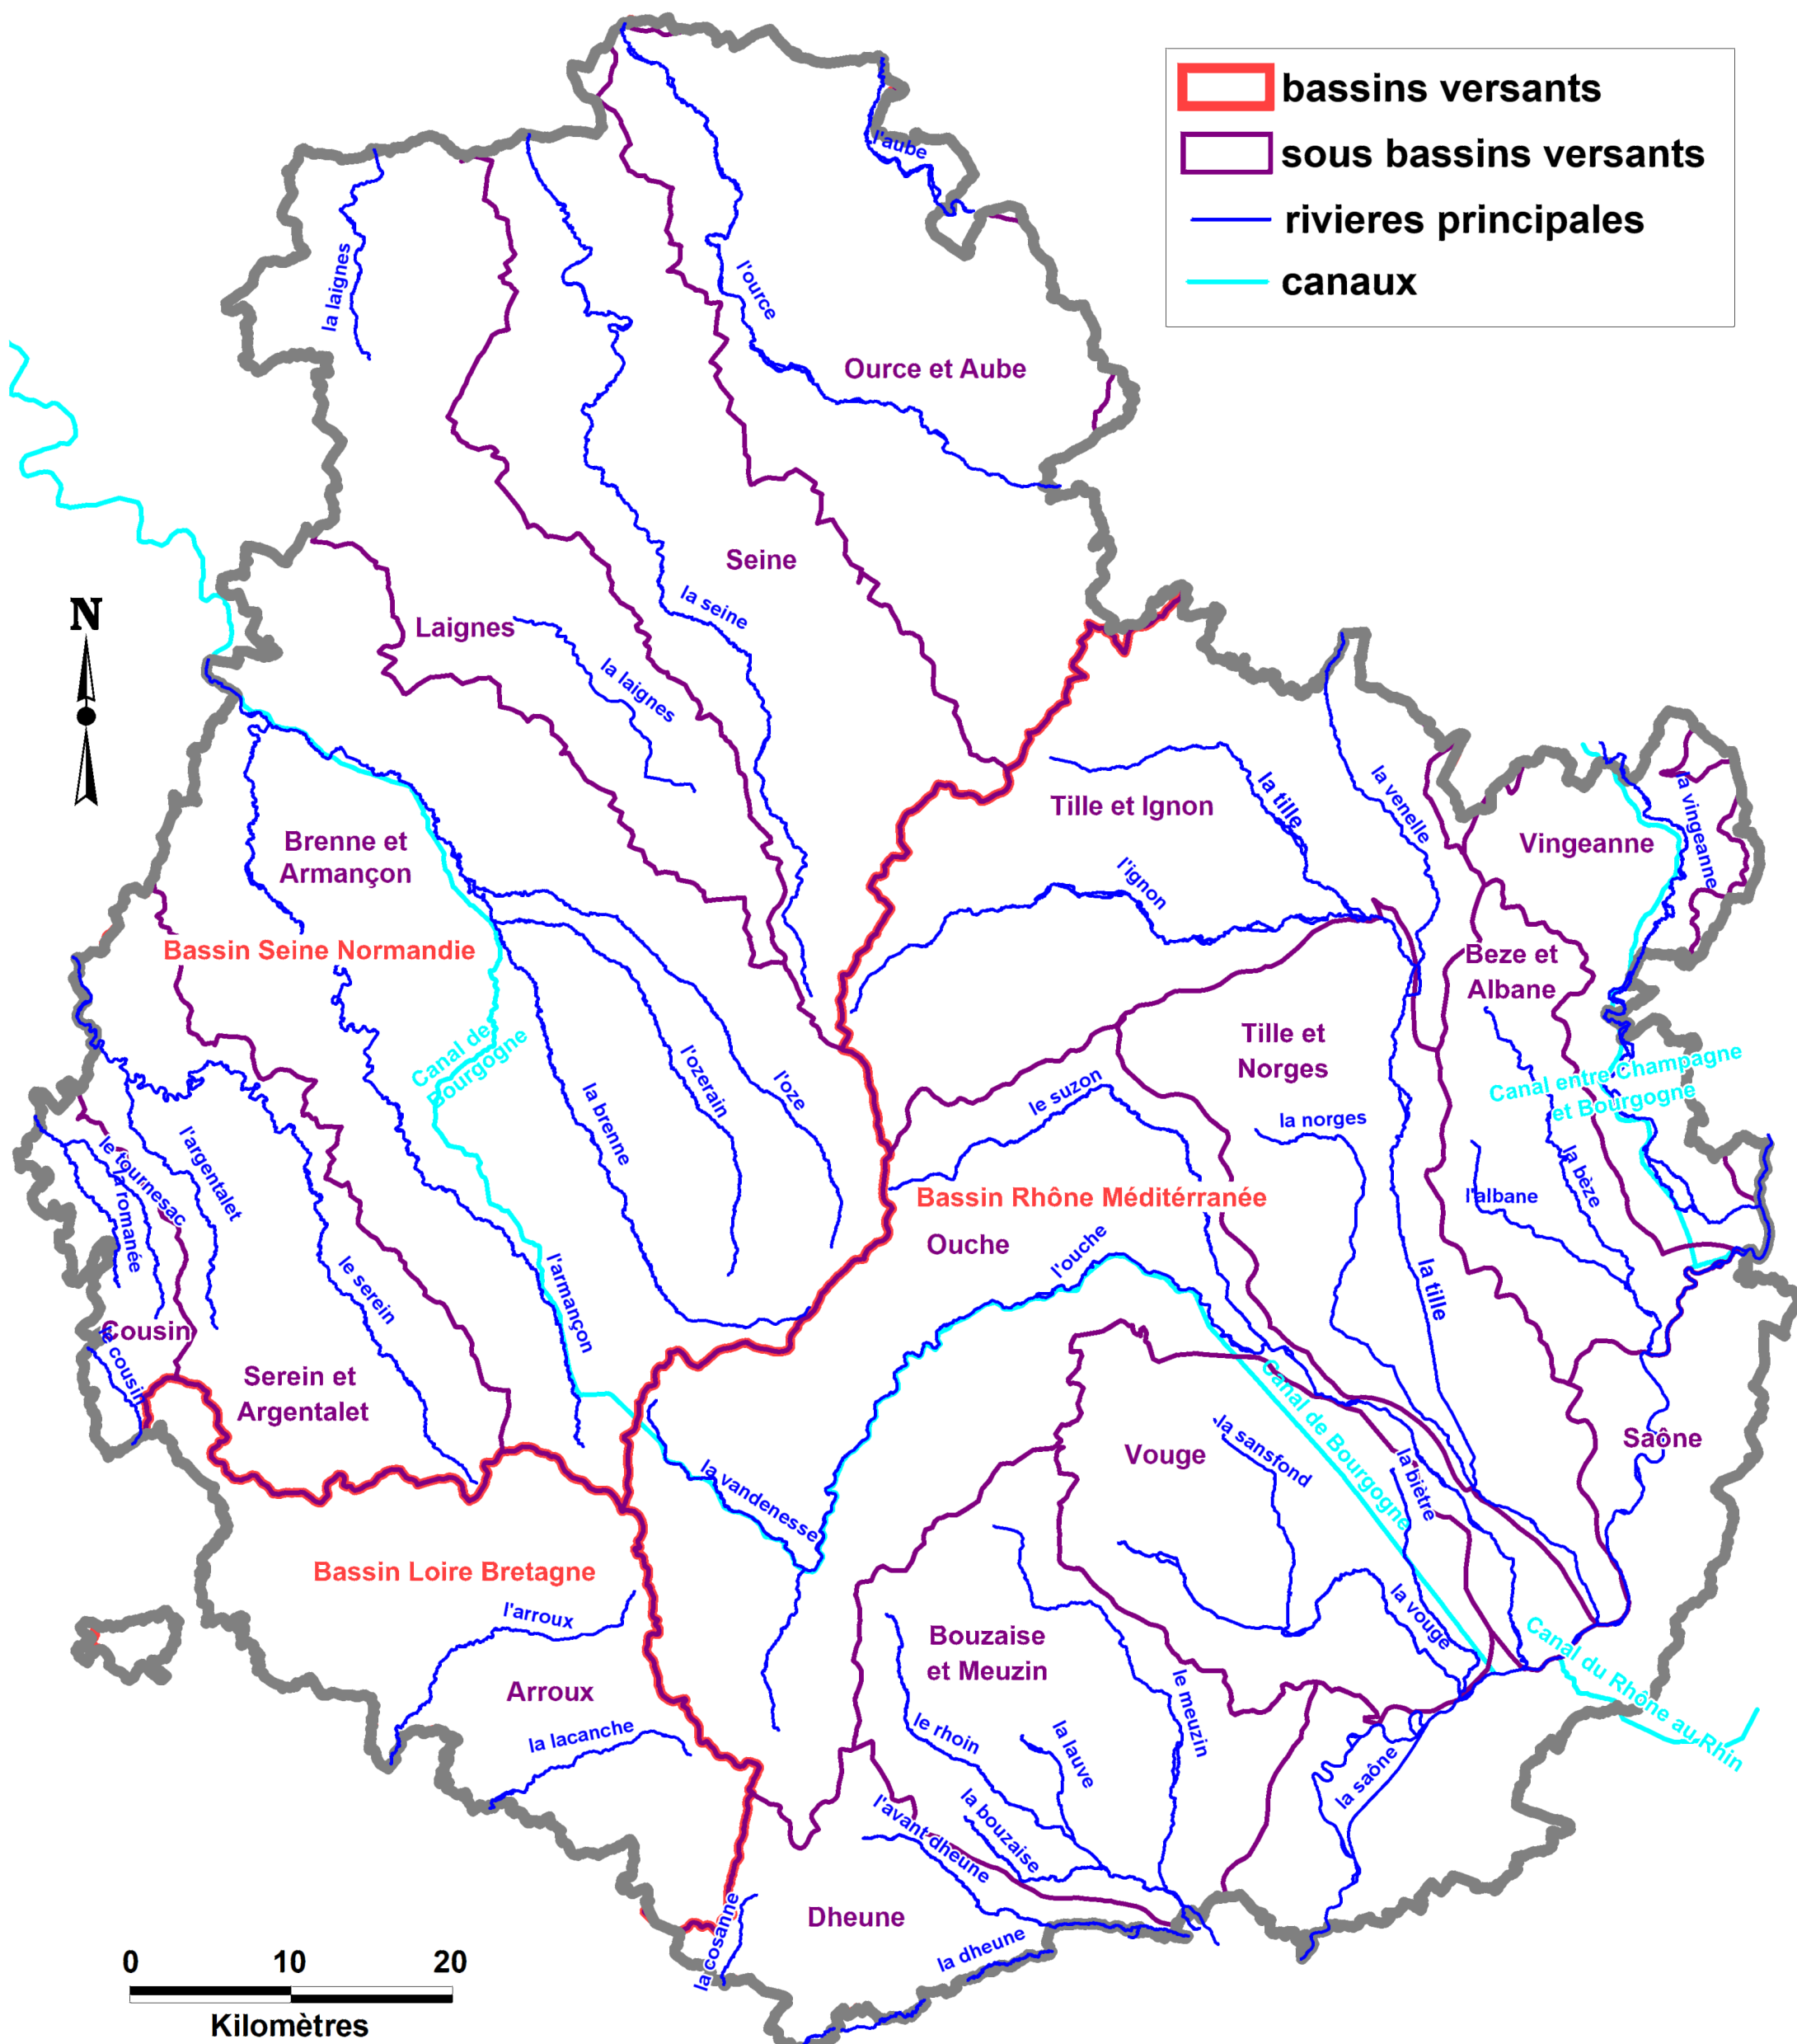 bassins versants
sous bassins versants
rivieres principales
canaux
l'aube
la laignes
l'ource
Ource et Aube
Seine
la seine
N
Laignes
la laignes
Tille et Ignon
la tille
la venelle
la vingeanne
Vingeanne
Brenne et
Armançon
l'ignon
Bassin Seine Normandie
Beze et
Albane
Canal de
Bourgogne
l'ozerain
l'oze
la brenne
Tille et
Norges
le suzon
la norges
Canal entre Champagne
et Bourgogne
l'argentalet
le tournesac
la romanée
la bèze
l'albane
Bassin Rhône Méditérranée
Ouche
l'ouche
le serein
l'armançon
la tille
Cousin
le cousin
Serein et
Argentalet
Canal de Bourgogne
la sansfond
Vouge
la biètre
Saône
la vandenesse
Bassin Loire Bretagne
l'arroux
la vouge
Bouzaise
et Meuzin
Canal du Rhône au Rhin
Arroux
le meuzin
la lacanche
le rhoin
la lauve
la saône
la bouzaise
l'avant dheune
la cosanne
Dheune
la dheune
0 10 20
Kilomètres